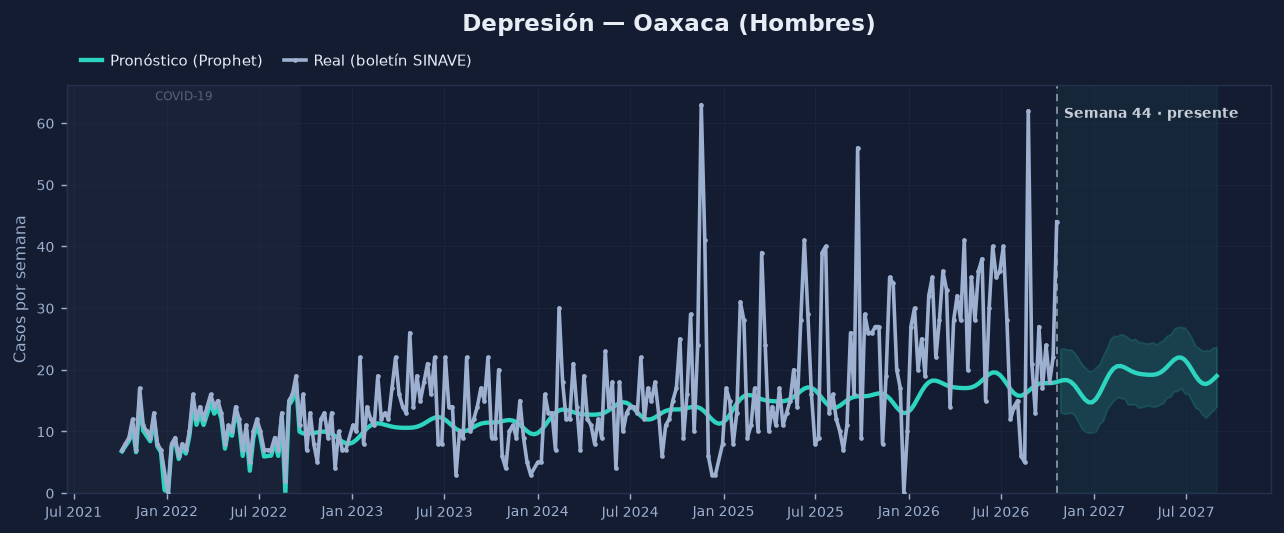 Depresión — Oaxaca (Hombres)
Pronóstico (Prophet)
Real (boletín SINAVE)
COVID-19
Semana 44 · presente
Casos por semana
60
50
40
30
20
10
0
Jul 2021
Jan 2022
Jul 2022
Jan 2023
Jul 2023
Jan 2024
Jul 2024
Jan 2025
Jul 2025
Jan 2026
Jul 2026
Jan 2027
Jul 2027